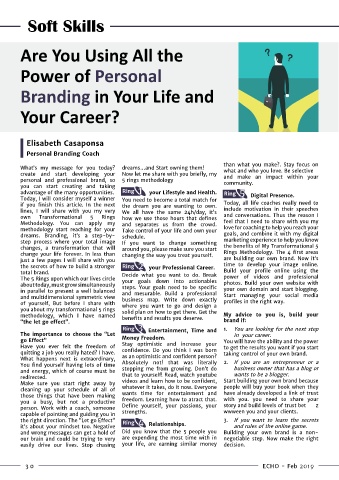 Soft Skills
Are You Using All the
Power of Personal
Branding in Your Life and
Your Career?
Elisabeth Casaponsa
Personal Branding Coach
What's my message for you today?
create and start developing your
personal and professional brand, so
you can start creating and taking
advantage of the many opportunities.
Today, I will consider myself a winner
if you finish this article. In the next
lines, I will share with you my very
own Transformational 5 Rings
Methodology. You can apply my
methodology start reaching for your
dreams. Branding, it's a step-by-
step process where your total image
changes, a transformation that will
change your life forever. In less than
just a few pages I will share with you
the secrets of how to build a stronger
total brand.
The 5 Rings upon which our lives circle
about today, must grow simultaneously
in parallel to present a well balance,
and multidimensional symmetric view
of yourself, But before I share with
you about my transformational 5 rings
methodology, which I have named
"the let go effect".
The importance to choose the "Let
go Effect"
Have you ever felt the freedom of
quitting a job you really hated? I have.
What happens next is extraordinary.
You find yourself having lots of time
and energy, which of course must be
redirected.
Make sure you start right away by
cleaning up your schedule of all of
those things that have been making
you a busy, but not a productive
person. Work with a coach, someone
capable of pointing and guiding you in
the right direction. The "Let go Effect"
it's about your mindset too. Negative
and wrong messages can get a hold of
our brain and could be trying to very
easily drive our lives. Stop chasing
dreams ...and Start owning them!
Now let me share with you briefly, my
5 rings methodology
Ring 1 your Lifestyle and Health.
You need to become a total match for
the dream you are wanting to own.
We all have the same 24h/day, it's
how we use those hours that defines
and separates us from the crowd.
Take control of your life and own your
schedule.
If you want to change something
around you, please make sure you start
changing the way you treat yourself.
Ring 2 your Professional Career.
Decide what you want to do. Break
your goals down into actionables
steps. Your goals need to be specific
and mesurable. Build a professional
business map. Write down exactly
where you want to go and design a
solid plan on how to get there. Get the
benefits and results you deserve.
Ring 3 Entertainment, Time and
Money Freedom.
Stay optimistic and increase your
confidence. Do you think I was born
as an optimistic and confident person?
Absolutely not! that was literally
stopping me from growing. Don't do
that to yourself. Read, watch youtube
videos and learn how to be confident,
whatever it takes, do it now. Everyone
wants time for entertainment and
freedom. Learning how to atract that.
Define yourself, your passions, your
strengths.
Ring 4 Relationships.
Did you know that the 5 people you
are expending the most time with in
your life, are earning similar money
than what you make?. Stay focus on
what and who you love. Be selective
and make an impact within your
community.
Ring 5 Digital Presence.
Today, all life coaches really need to
include motivation in their speechs
and conversations. Thus the reason I
feel that I need to share with you my
love for coaching to help you reach your
goals, and combine it with my digital
marketing experience to help you know
the benefits of My Transformational 5
Rings Methodology. The 4 first areas
are building our own brand. Now it's
time to develop your image online.
Build your profile online using the
power of videos and professional
photos. Build your own website with
your own domain and start blogging.
Start managing your social media
profiles in the right way.
My advice to you is, build your
brand if:
1. You are looking for the next step
in your career.
You will have the ability and the power
to get the results you want if you start
taking control of your own brand.
2. If you are an entrepreneur or a
business owner that has a blog or
wants to be a blogger.
Start building your own brand because
people will buy your book when they
have already developed a link of trust
with you. you need to share your
story and build levels of trust bet 2
wwween you and your clients.
3. If you want to learn the secrets
and rules of the online game.
Building your own brand is a non-
negotiable step. Now make the right
decision.
30
ECHO - Feb 2019